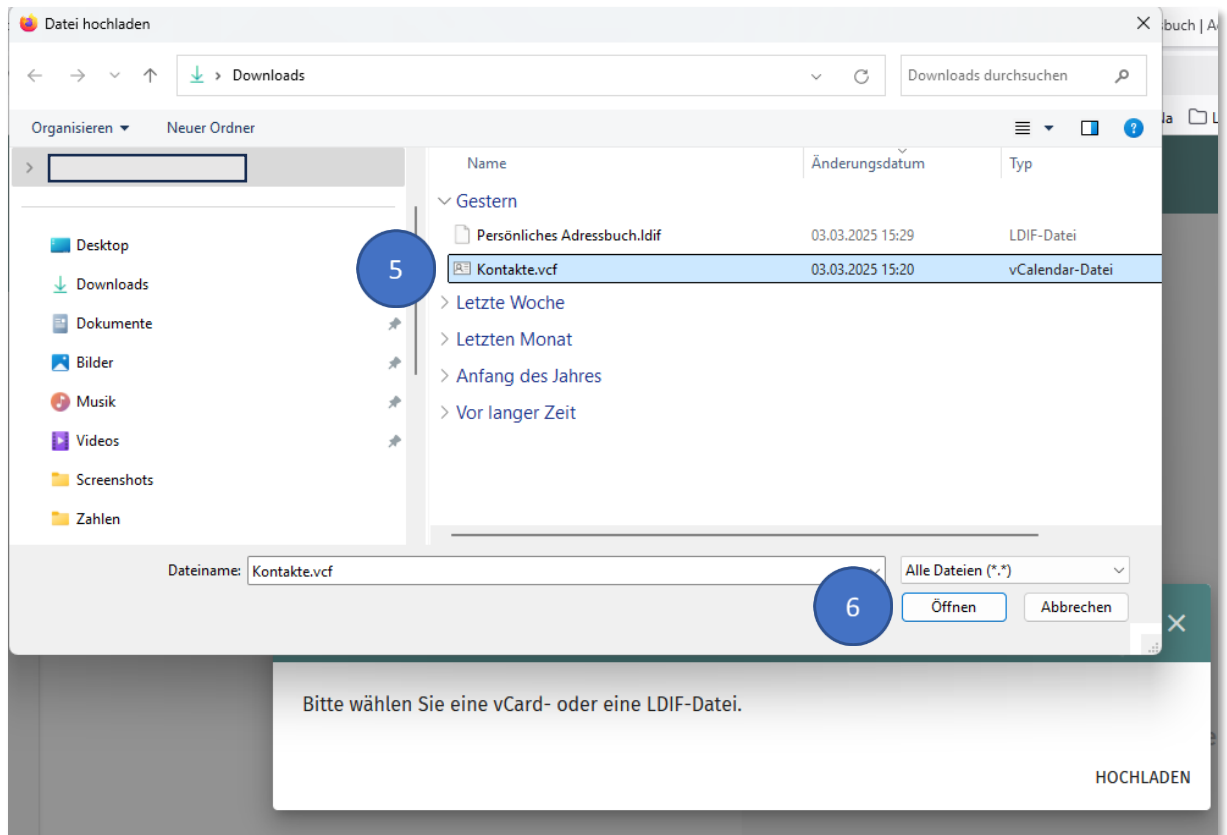 Datei hochladen
buch | A
Downloads
Downloads durchsuchen
Organisieren
Neuer Ordner
la
L
Name
Änderungsdatum
Typ
Gestern
Persönliches Adressbuch.ldif
03.03.2025 15:29
LDIF-Datei
Desktop
5
Kontakte.vcf
03.03.2025 15:20
vCalendar-Datei
Downloads
Letzte Woche
Dokumente
Letzten Monat
Bilder
Anfang des Jahres
Musik
Vor langer Zeit
Videos
Screenshots
Zahlen
Dateiname:
Kontakte.vcf
Alle Dateien (*.*)
6
Öffnen
Abbrechen
Bitte wählen Sie eine vCard- oder eine LDIF-Datei.
HOCHLADEN